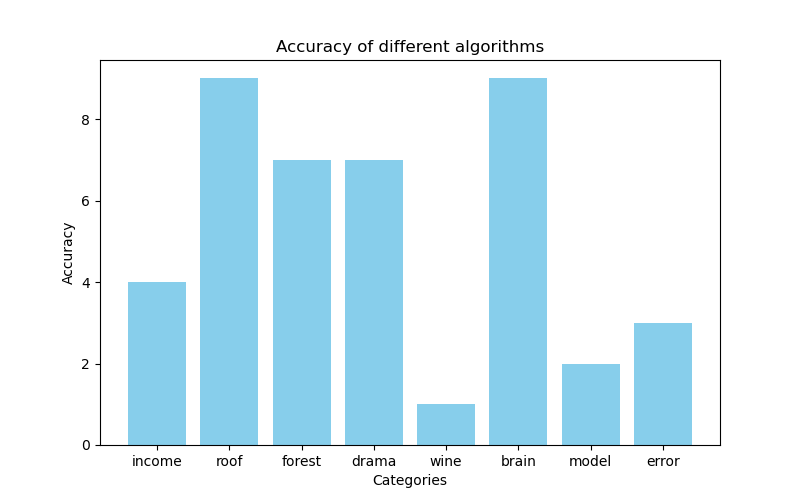 Accuracy of different algorithms
Accuracy
8
6
4
2
0
income roof forest drama wine brain model error
Categories